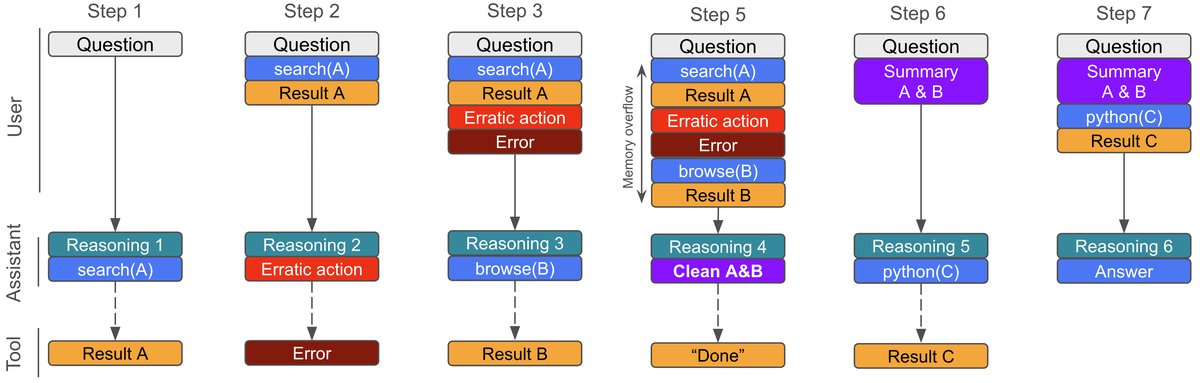 Step 1
Step 2
Step 3
Step 5
Step 6
Step 7
User
Question
Question
search(A)
Result A
Question
search(A)
Result A
Erratic action
Error
Memory overflow
Question
search(A)
Result A
Erratic action
Error
browse(B)
Result B
Question
Summary
A & B
Question
Summary
A & B
python(C)
Result C
Assistant
Reasoning 1
search(A)
Reasoning 2
Erratic action
Reasoning 3
browse(B)
Reasoning 4
Clean A&B
Reasoning 5
python(C)
Reasoning 6
Answer
Tool
Result A
Error
Result B
“Done”
Result C